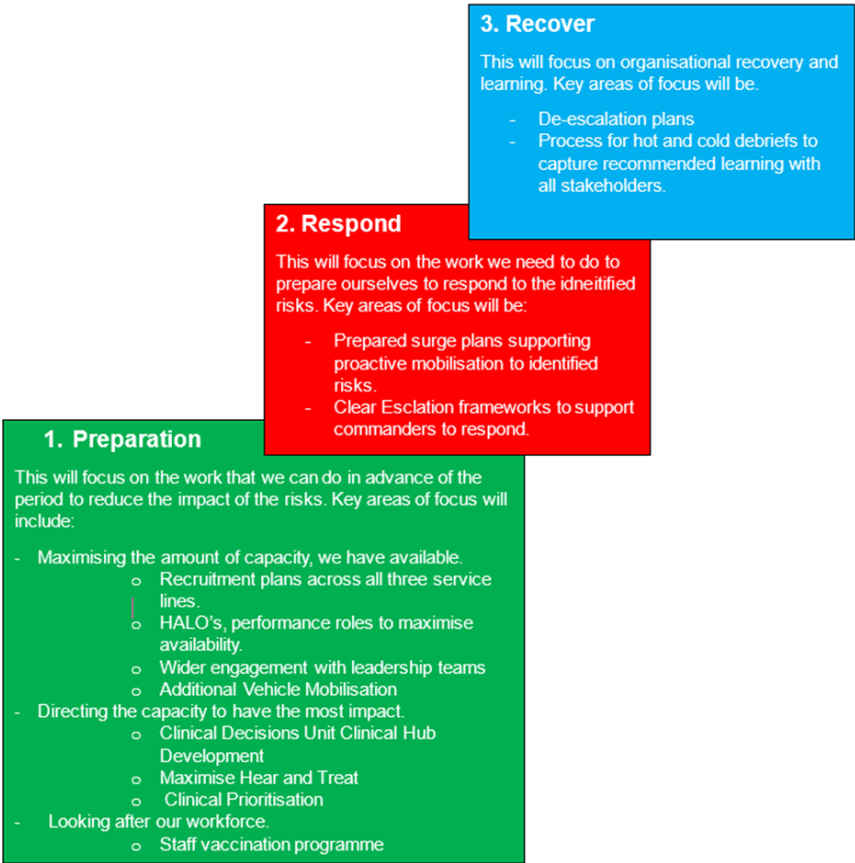 3. Recover
This will focus on organisational recovery and
learning. Key areas of focus will be.
- De-escalation plans
- Process for hot and cold debriefs to
capture recommended learning with
all stakeholders.
2. Respond
This will focus on the work we need to do to
prepare ourselves to respond to the idneitified
risks. Key areas of focus will be:
- Prepared surge plans supporting
proactive mobilisation to identified
risks.
- Clear Esclation frameworks to support
commanders to respond.
1. Preparation
This will focus on the work that we can do in advance of the
period to reduce the impact of the risks. Key areas of focus will
include:
- Maximising the amount of capacity, we have available.
o Recruitment plans across all three service
lines.
o HALO's, performance roles to maximise
availability.
o Wider engagement with leadership teams
o Additional Vehicle Mobilisation
- Directing the capacity to have the most impact.
o Clinical Decisions Unit Clinical Hub
Development
o Maximise Hear and Treat
o Clinical Prioritisation
- Looking after our workforce.
o Staff vaccination programme